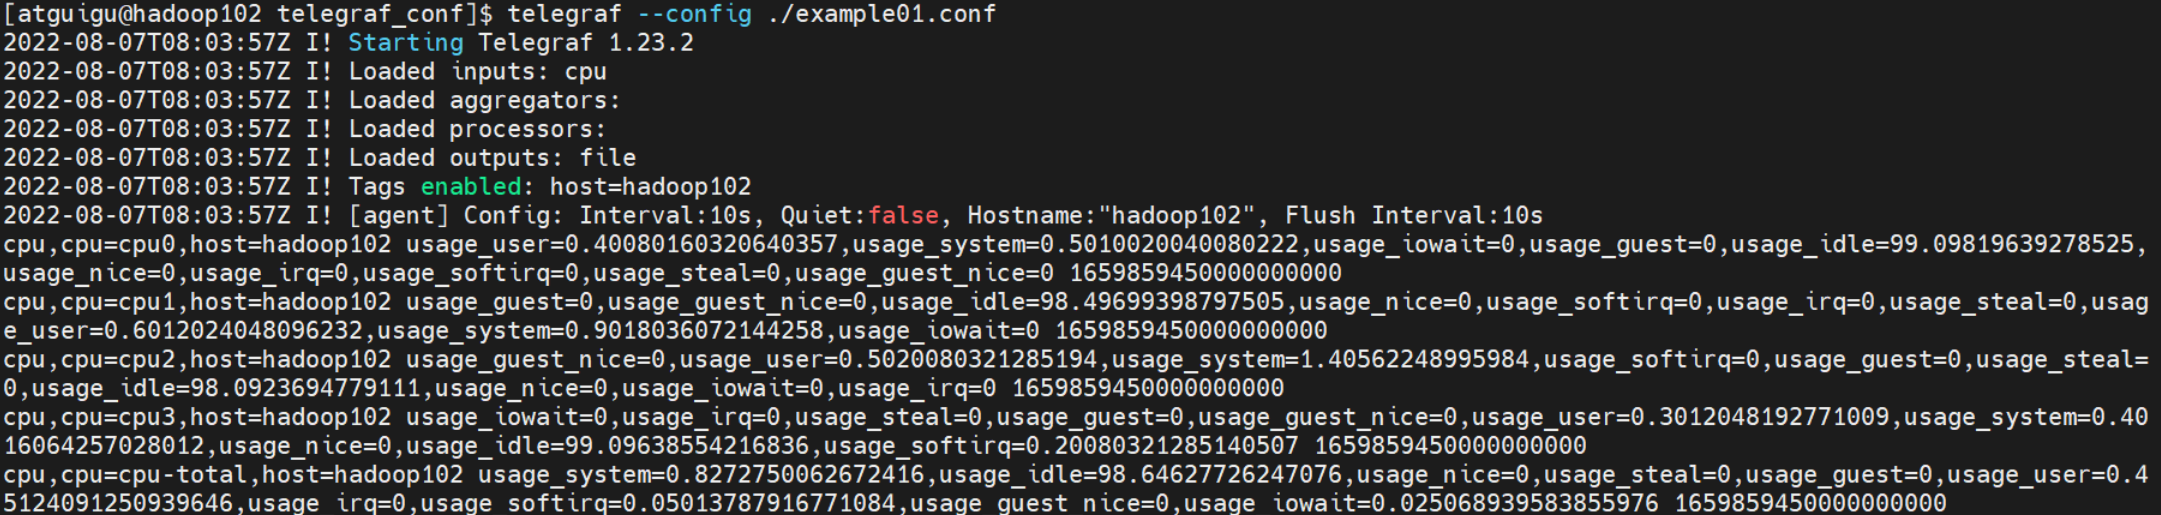 [atguigu@hadoop102 telegraf_conf]$ telegraf --config ./example01.conf
2022-08-07T08:03:57Z I! Starting Telegraf 1.23.2
2022-08-07T08:03:57Z I! Loaded inputs: cpu
2022-08-07T08:03:57Z I! Loaded aggregators:
2022-08-07T08:03:57Z I! Loaded processors:
2022-08-07T08:03:57Z I! Loaded outputs: file
2022-08-07T08:03:57Z I! Tags enabled: host=hadoop102
2022-08-07T08:03:57Z I! [agent] Config: Interval:10s, Quiet:false, Hostname:"hadoop102", Flush Interval:10s
cpu,cpu=cpu0,host=hadoop102 usage_user=0.40080160320640357,usage_system=0.5010020040080222,usage_iowait=0,usage_guest=0,usage_idle=99.09819639278525,
usage_nice=0,usage_irq=0,usage_softirq=0,usage_steal=0,usage_guest_nice=0 1659859450000000000
cpu,cpu=cpu1,host=hadoop102 usage_guest=0,usage_guest_nice=0,usage_idle=98.49699398797505,usage_nice=0,usage_softirq=0,usage_irq=0,usage_steal=0,usag
e_user=0.6012024048096232,usage_system=0.9018036072144258,usage_iowait=0 1659859450000000000
cpu,cpu=cpu2,host=hadoop102 usage_guest_nice=0,usage_user=0.5020080321285194,usage_system=1.40562248995984,usage_softirq=0,usage_guest=0,usage_steal=
0,usage_idle=98.0923694779111,usage_nice=0,usage_iowait=0,usage_irq=0 1659859450000000000
cpu,cpu=cpu3,host=hadoop102 usage_iowait=0,usage_irq=0,usage_steal=0,usage_guest=0,usage_guest_nice=0,usage_user=0.3012048192771009,usage_system=0.40
16064257028012,usage_nice=0,usage_idle=99.09638554216836,usage_softirq=0.20080321285140507 1659859450000000000
cpu,cpu=cpu-total,host=hadoop102 usage_system=0.8272750062672416,usage_idle=98.64627726247076,usage_nice=0,usage_steal=0,usage_guest=0,usage_user=0.4
5124091250939646,usage_irq=0,usage_softirq=0.05013787916771084,usage_guest_nice=0,usage_iowait=0.025068939583855976 1659859450000000000